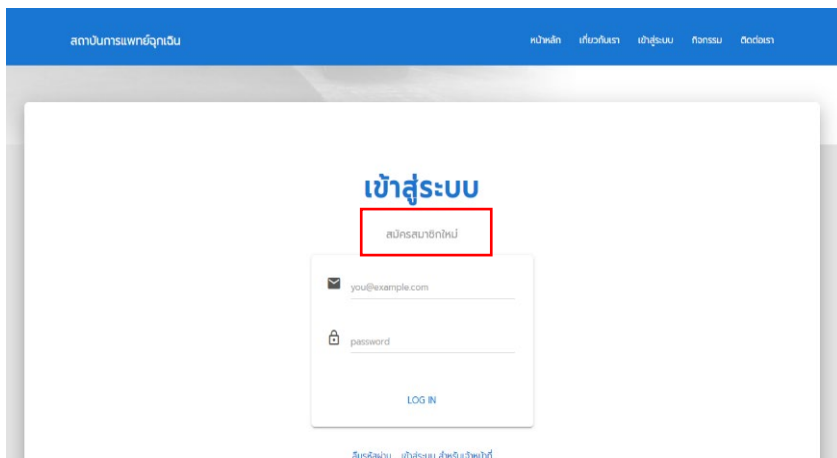 สถาบันการแพทย์ฉุกเฉิน
หน้าหลัก เกี่ยวกับเรา เข้าสู่ระบบ กิจกรรม ติดต่อเรา
เข้าสู่ระบบ
สมัครสมาชิกใหม่
you@example.com
password
LOG IN
ลืมรหัสผ่าน เข้าสู่ระบบ สำหรับเจ้าหน้าที่